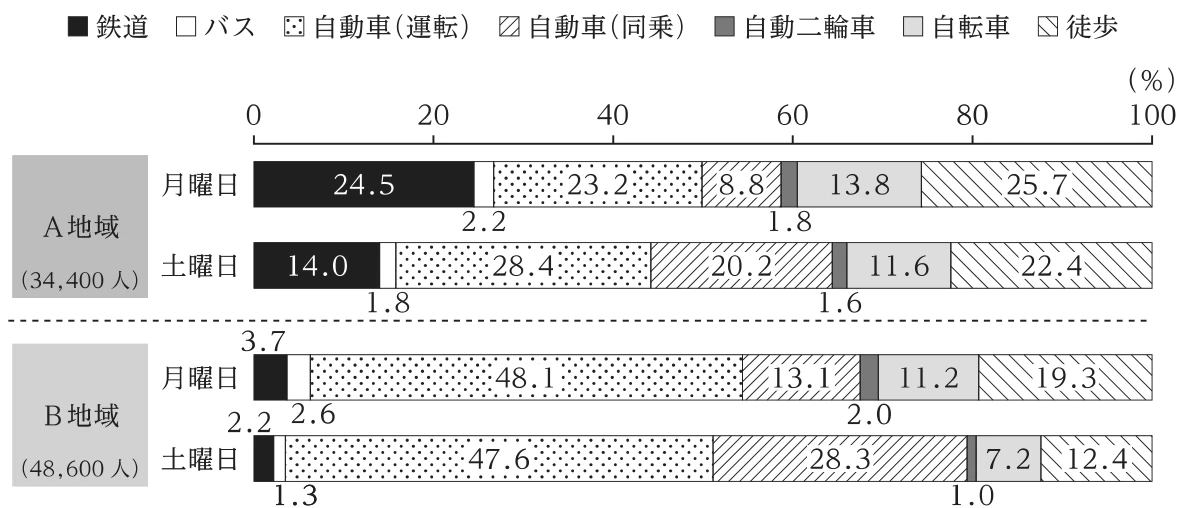 鉄道 バス 自動車(運転) 自動車(同乗) 自動二輪車 自転車 徒歩
(%)
0 20 40 60 80 100
A地域
(34,400人)
月曜日 24.5 23.2 8.8 13.8 25.7
2.2 1.8
土曜日 14.0 28.4 20.2 11.6 22.4
1.8 1.6
B地域
(48,600人)
3.7
月曜日 48.1 13.1 11.2 19.3
2.6 2.0
2.2
土曜日 47.6 28.3 7.2 12.4
1.3 1.0